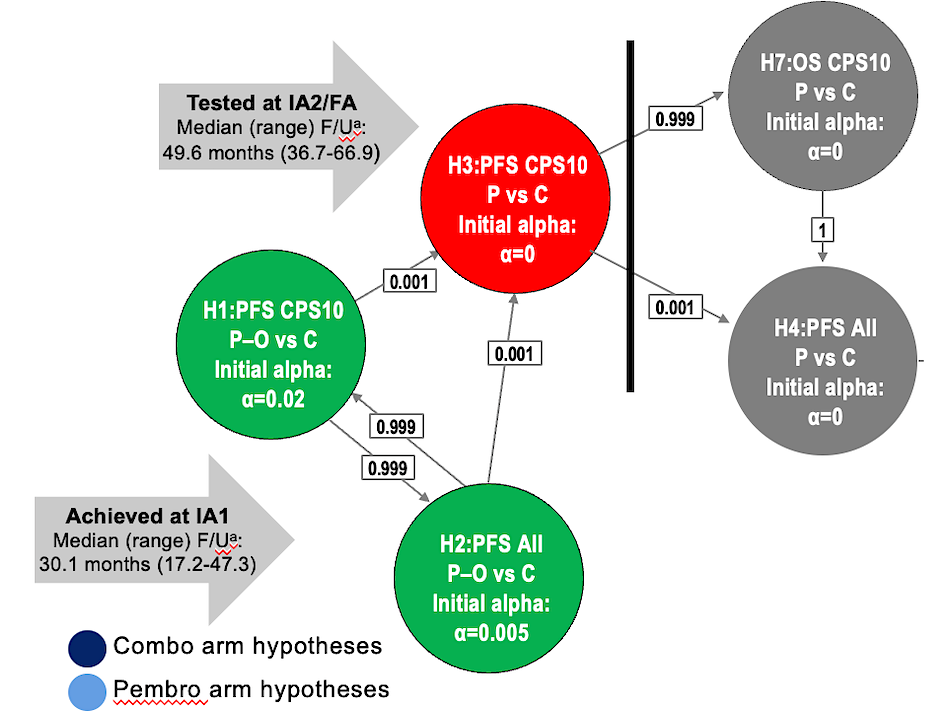 Tested at IA2/FA
Median (range) F/Uª:
49.6 months (36.7-66.9)
H3:PFS CPS10
P vs C
Initial alpha:
α=0
0.999
H7:OS CPS10
P vs C
Initial alpha:
α=0
1
0.001
H4:PFS All
P vs C
Initial alpha:
α=0
H1:PFS CPS10
P–O vs C
Initial alpha:
α=0.02
0.001
0.001
0.999
0.999
Achieved at IA1
Median (range) F/Uª:
30.1 months (17.2-47.3)
H2:PFS All
P–O vs C
Initial alpha:
α=0.005
Combo arm hypotheses
Pembro arm hypotheses